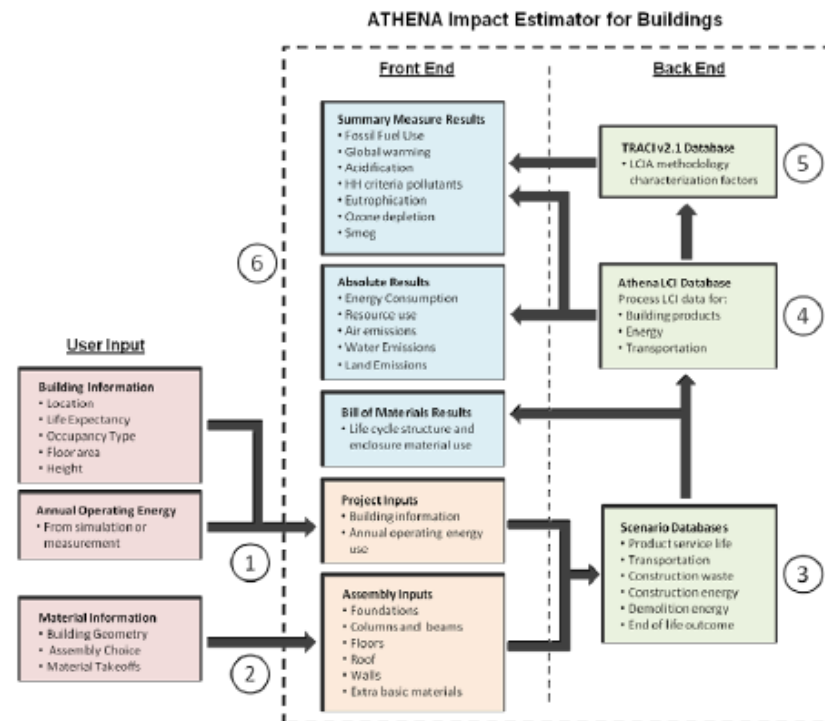 ATHENA Impact Estimator for Buildings
Front End
Back End
Summary Measure Results
• Fossil Fuel Use
• Global warming
• Acidification
• HH criteria pollutants
• Eutrophication
• Ozone depletion
• Smog
TRACI v2.1 Database
• LCIA methodology
characterization factors
5
6
Absolute Results
• Energy Consumption
• Resource use
• Air emissions
• Water Emissions
• Land Emissions
Athena LCI Database
Process LCI data for:
• Building products
• Energy
• Transportation
4
User Input
Building Information
• Location
• Life Expectancy
• Occupancy Type
• Floor area
• Height
Bill of Materials Results
• Life cycle structure and
enclosure material use
Annual Operating Energy
• From simulation or
measurement
1
Project Inputs
• Building information
• Annual operating energy
use
Scenario Databases
• Product service life
• Transportation
• Construction waste
• Construction energy
• Demolition energy
• End of life outcome
3
Material Information
• Building Geometry
• Assembly Choice
• Material Takeoffs
2
Assembly Inputs
• Foundations
• Columns and beams
• Floors
• Roof
• Walls
• Extra basic materials